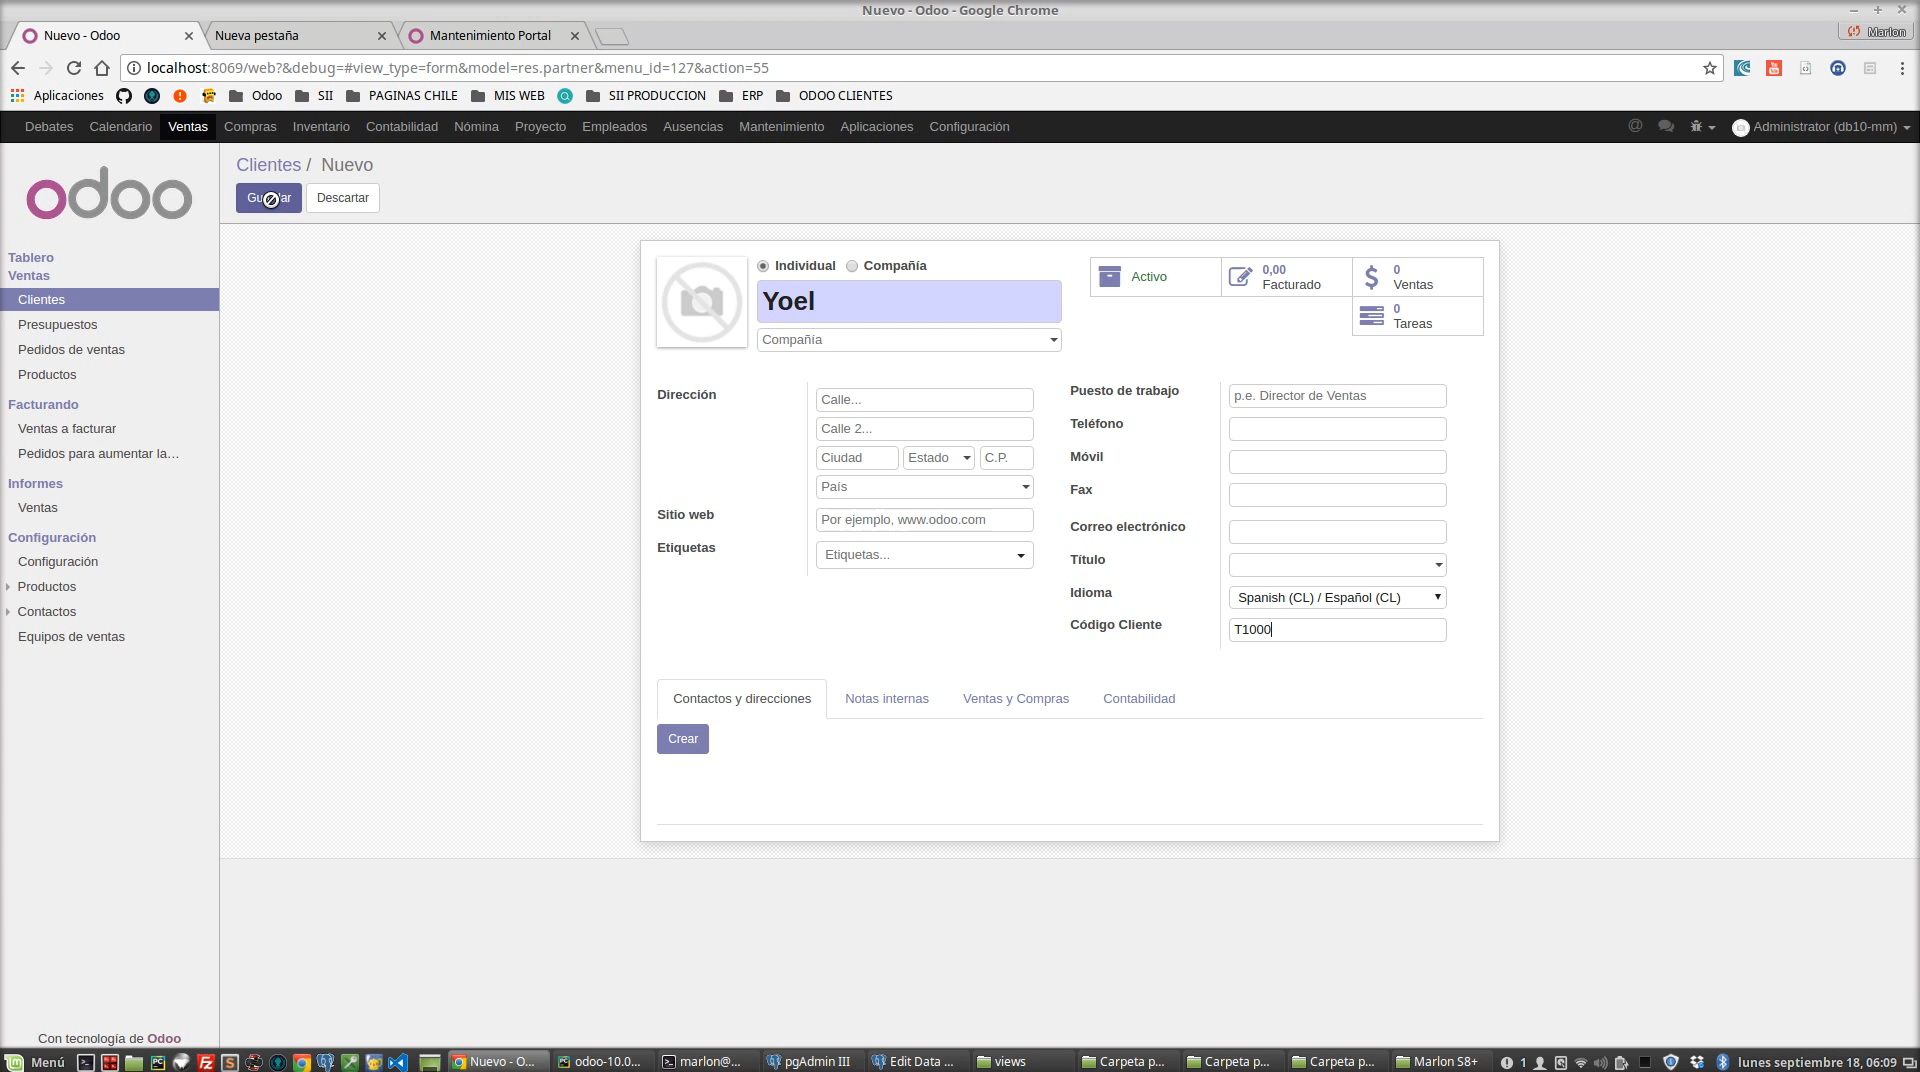 Nuevo - Odoo - Google Chrome
Nuevo - Odoo
Nueva pestaña
Mantenimiento Portal
Marlon
localhost:8069/web?&debug=#view_type=form&model=res.partner&menu_id=127&action=55
Aplicaciones
Odoo
SII
PAGINAS CHILE
MIS WEB
SII PRODUCCION
ERP
ODOO CLIENTES
Debates Calendario Ventas Compras Inventario Contabilidad Nómina Proyecto Empleados Ausencias Mantenimiento Aplicaciones Configuración
Administrator (db10-mm)
odoo
Tablero
Ventas
Clientes
Presupuestos
Pedidos de ventas
Productos
Facturando
Ventas a facturar
Pedidos para aumentar la...
Informes
Ventas
Configuración
Configuración
Productos
Contactos
Equipos de ventas
Con tecnología de Odoo
Clientes / Nuevo
Descartar
Individual Compañía
Yoel
Compañía
Activo
0,00
Facturado
0
Ventas
0
Tareas
Dirección
Calle...
Calle 2...
Ciudad Estado C.P.
País
Sitio web
Por ejemplo, www.odoo.com
Etiquetas
Etiquetas...
Puesto de trabajo
p.e. Director de Ventas
Teléfono
Móvil
Fax
Correo electrónico
Título
Idioma
Spanish (CL) / Español (CL)
Código Cliente
T1000
Contactos y direcciones
Notas internas
Ventas y Compras
Contabilidad
Crear
Menú
Nuevo - O...
odoo-10.0...
marlon@...
pgAdmin III
Edit Data ...
views
Carpeta p...
Carpeta p...
Carpeta p...
Marlon S8+
1
lunes septiembre 18, 06:09